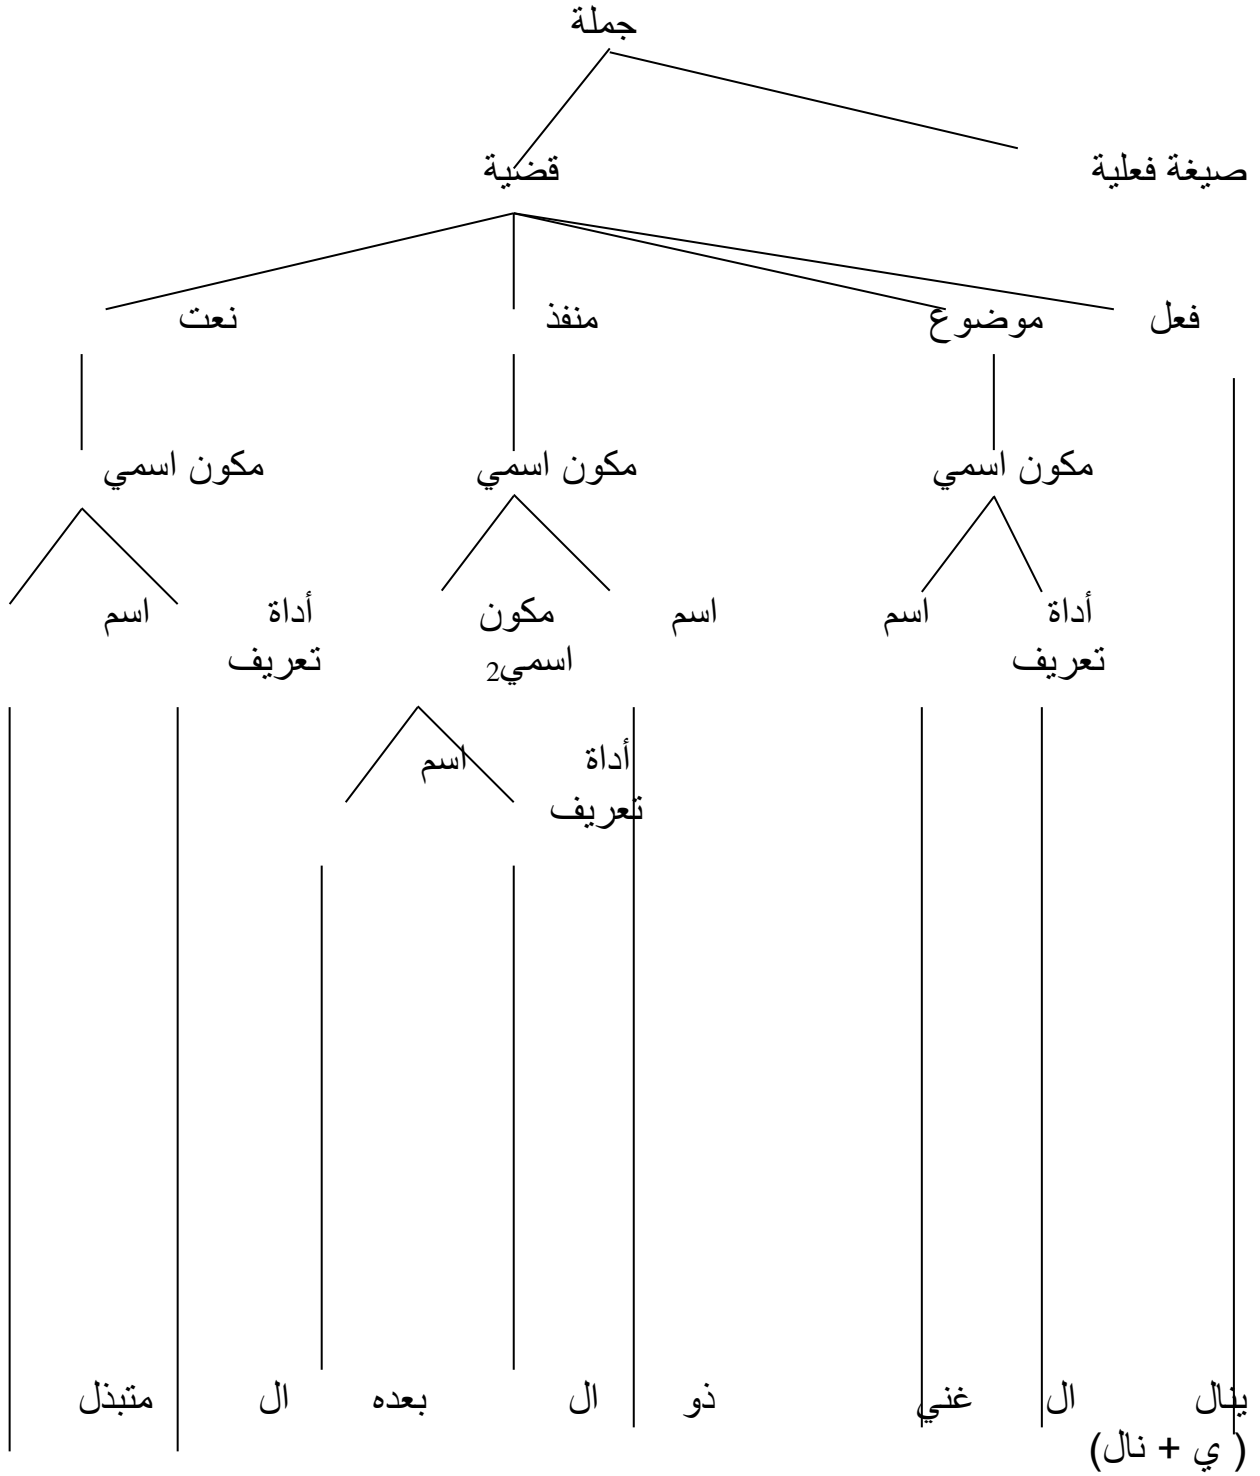 جملة
صيغة فعلية قضية
فعل موضوع منفذ نعت
مكون اسمي مكون اسمي مكون اسمي
أداة تعريف اسم اسم مكون اسمي2 أداة تعريف اسم
أداة تعريف اسم
ينال ال غني ذو ال بعده ال متبذل
( ي + نال)